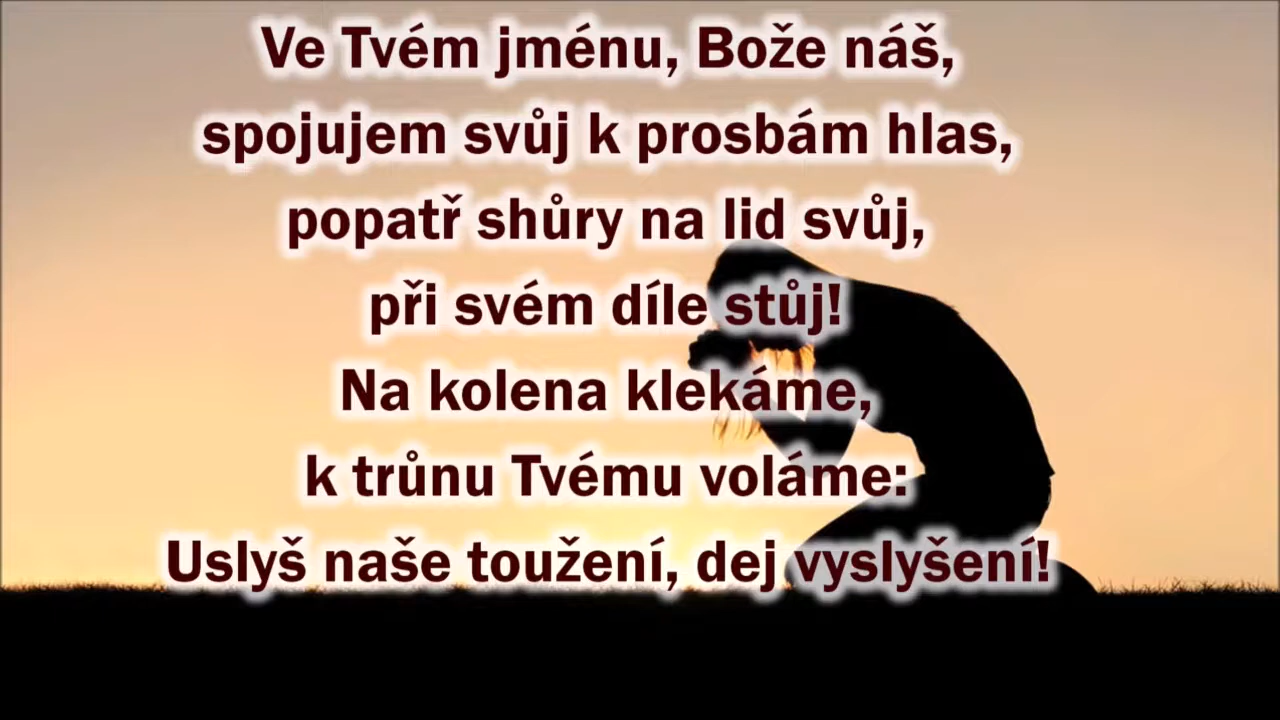 Ve Tvém jménu, Bože náš,
spojujem svůj k prosbám hlas,
popatř shůry na lid svůj,
při svém díle stůj!
Na kolena klekáme,
k trůnu Tvému voláme:
Uslyš naše toužení, dej vyslyšení!